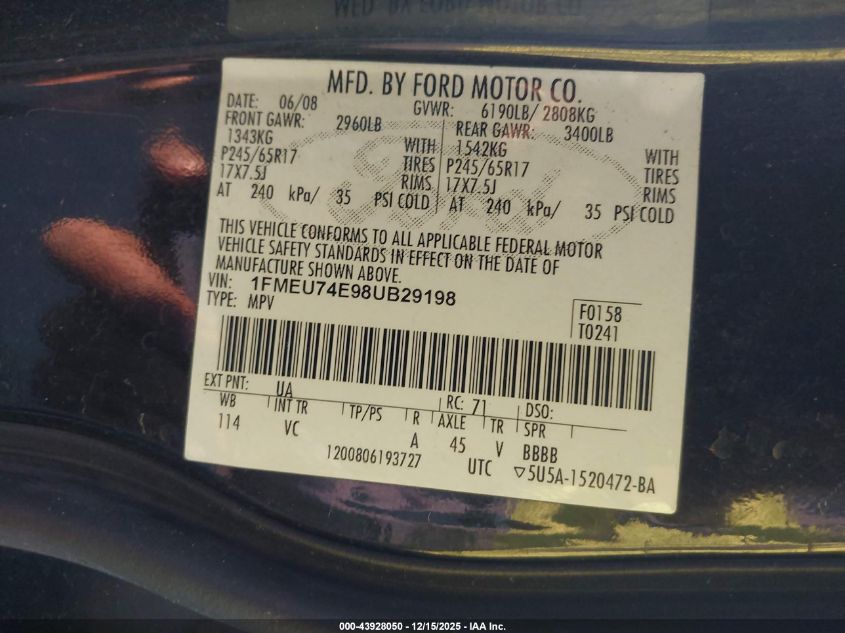 MFD. BY FORD MOTOR CO.
DATE: 06/08 GVWR: 6190LB/ 2808KG
FRONT GAWR: 2960LB REAR GAWR: 3400LB
1343KG WITH 1542KG WITH
P245/65R17 TIRES P245/65R17 TIRES
17X7.5J RIMS 17X7.5J RIMS
AT 240 kPa/ 35 PSI COLD AT 240 kPa/ 35 PSI COLD
THIS VEHICLE CONFORMS TO ALL APPLICABLE FEDERAL MOTOR
VEHICLE SAFETY STANDARDS IN EFFECT ON THE DATE OF
MANUFACTURE SHOWN ABOVE.
VIN: 1FMEU74E98UB29198
TYPE: MPV
F0158
T0241
EXT PNT: UA RC: 71 DSO:
WB INT TR TP/PS R AXLE TR SPR
114 VC A 45 V BBBB
1200806193727 UTC ▽5U5A-1520472-BA
000-43928050 - 12/15/2025 - IAA Inc.